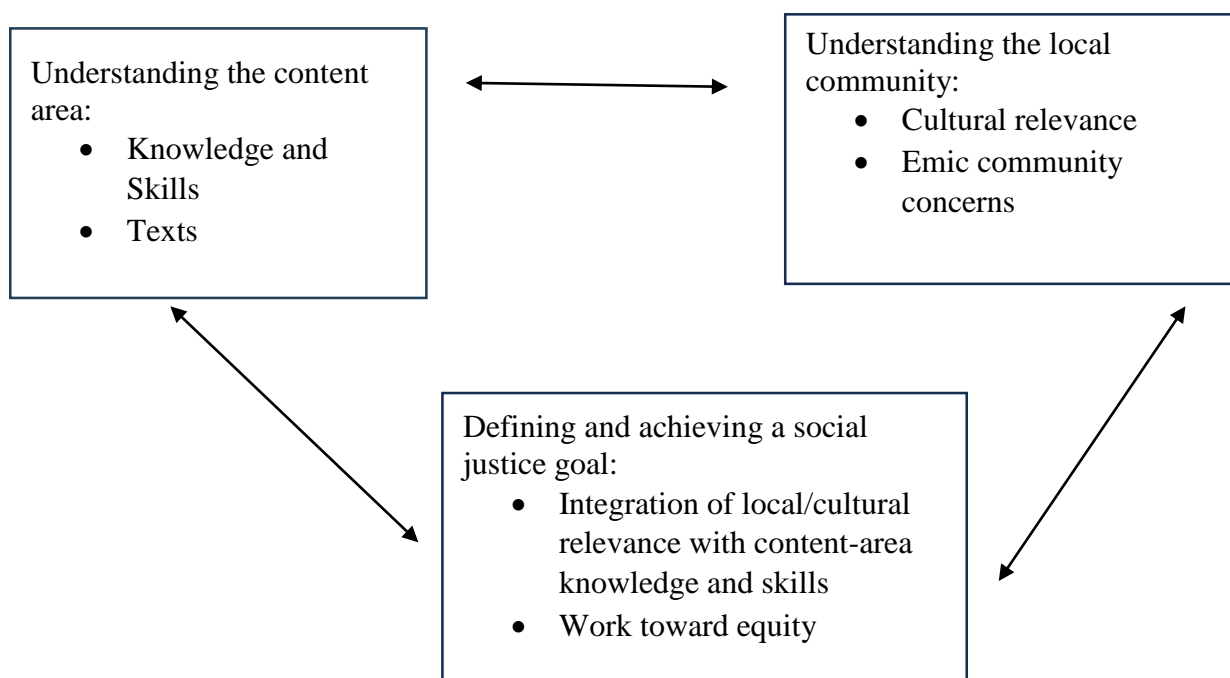 Understanding the content
area:
• Knowledge and
Skills
• Texts
Understanding the local
community:
• Cultural relevance
• Emic community
concerns
Defining and achieving a social
justice goal:
• Integration of local/cultural
relevance with content-area
knowledge and skills
• Work toward equity